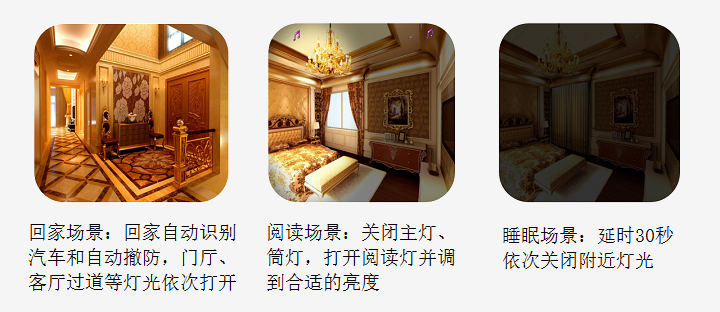 回家场景：回家自动识别
汽车和自动撤防，门厅、
客厅过道等灯光依次打开
阅读场景：关闭主灯、
筒灯，打开阅读灯并调
到合适的亮度
睡眠场景：延时30秒
依次关闭附近灯光